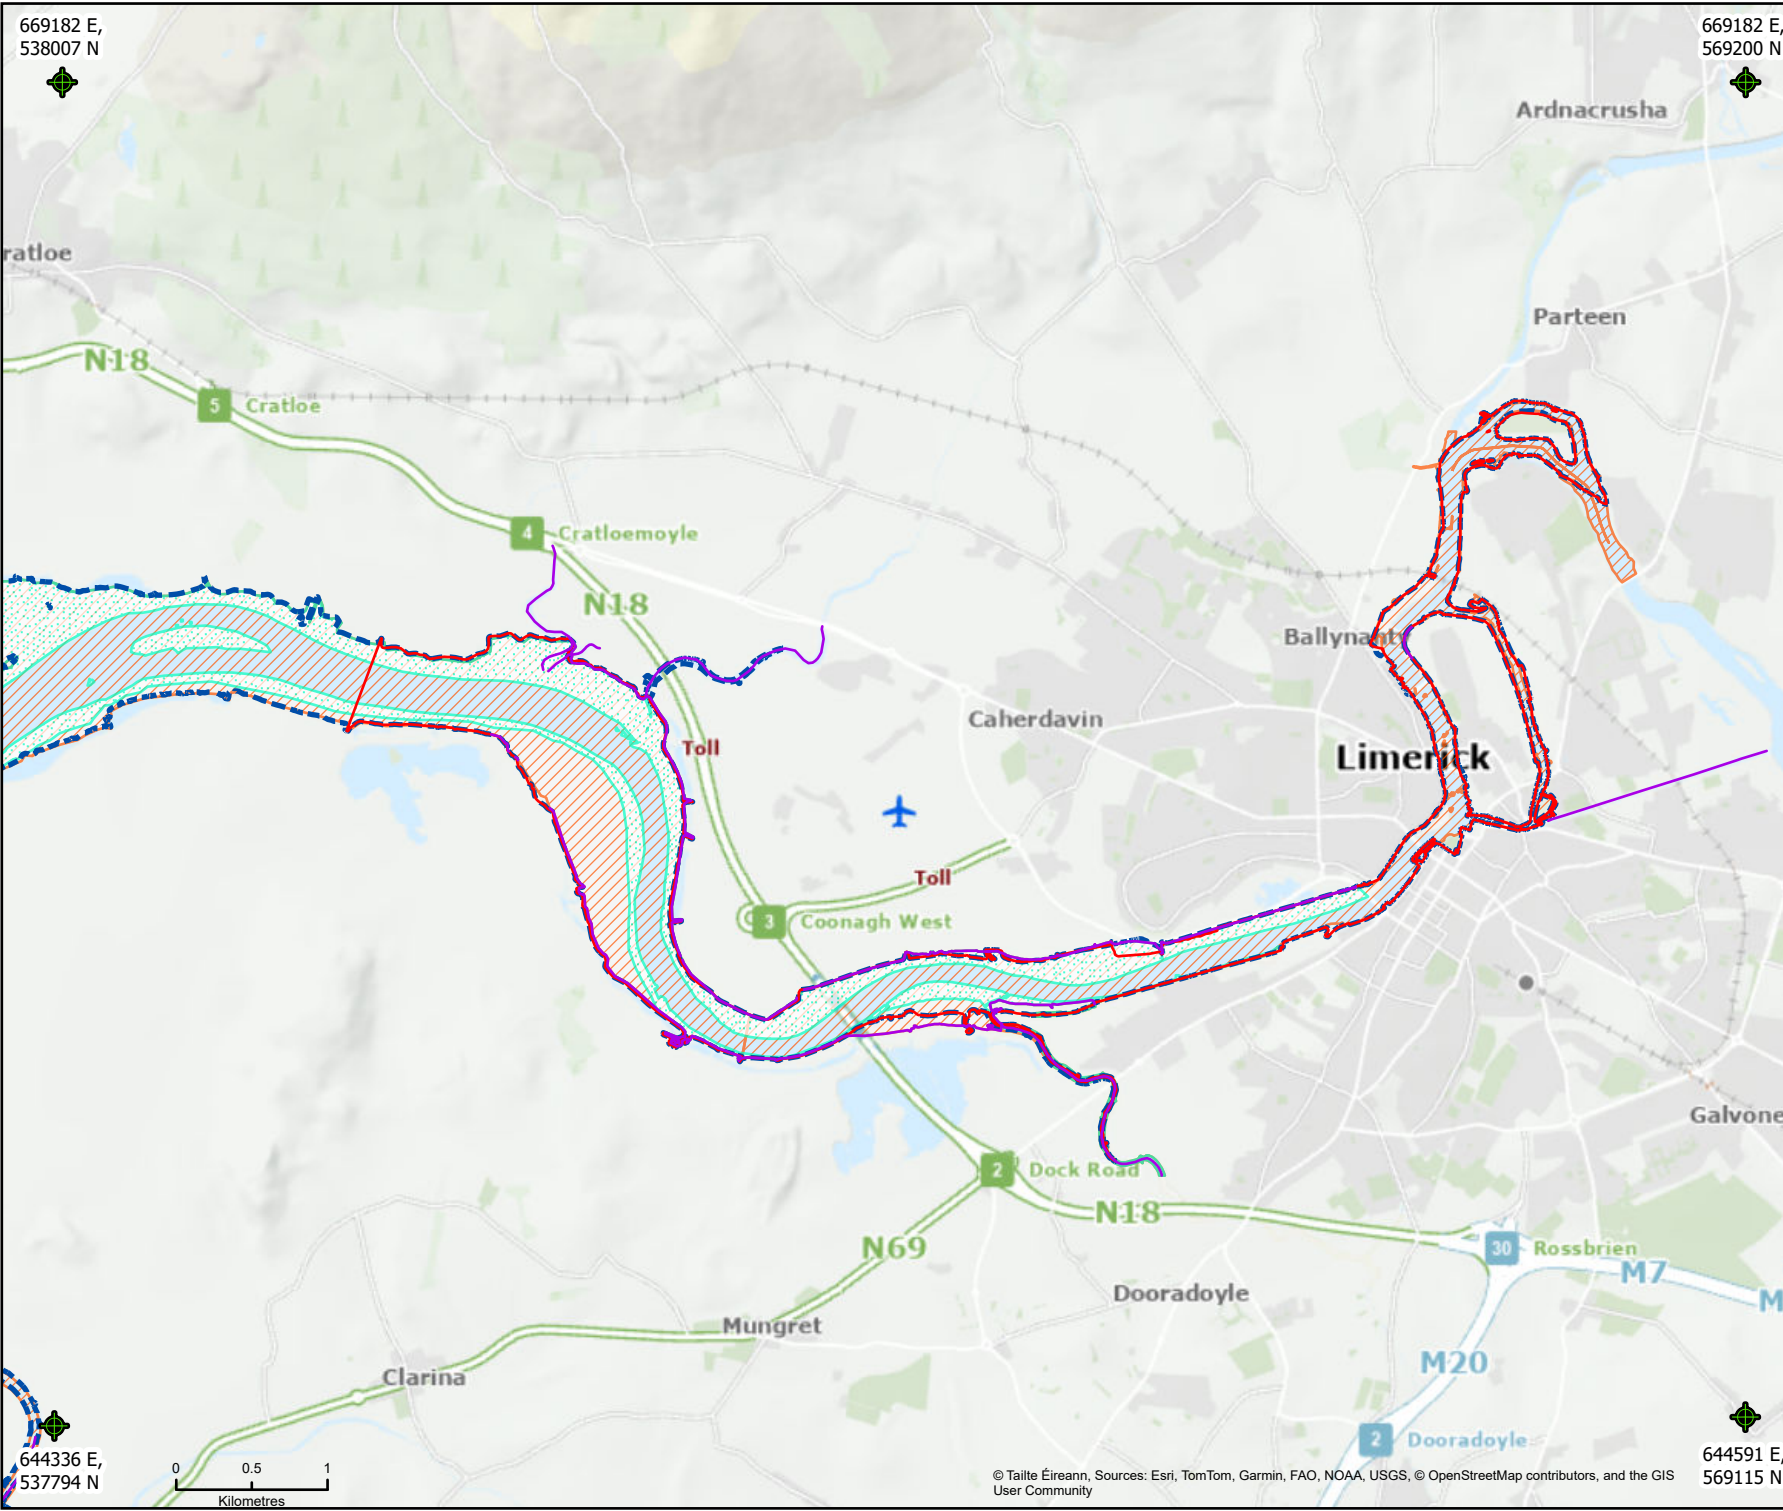 669182 E,
538007 N
669182 E,
569200 N
Ardnacrusha
ratloe
Parteen
N18
5 Cratloe
4 Cratloemoyle
N18
Ballynanty
Caherdavin
Toll
Limerick
Toll
3 Coonagh West
Galvone
2 Dock Road
N18
N69
30 Rossbrien
M7
M
Dooradoyle
Mungret
M20
Clarina
2 Dooradoyle
644336 E,
537794 N
0 0.5 1
Kilometres
644591 E,
569115 N
© Tailte Éireann, Sources: Esri, TomTom, Garmin, FAO, NOAA, USGS, © OpenStreetMap contributors, and the GIS
User Community